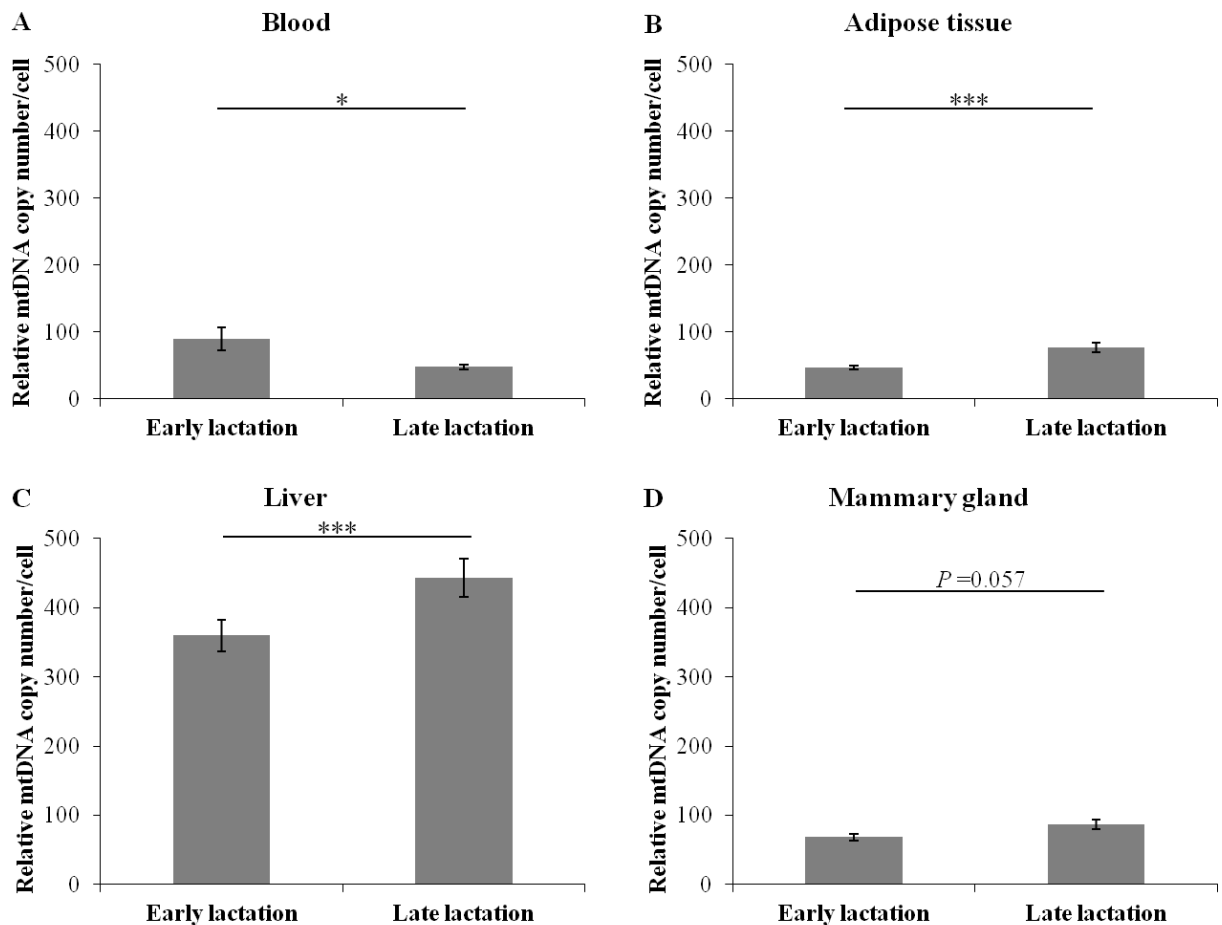 A
Blood
Relative mtDNA copy number/cell
500
400
300
200
100
0
*
Early lactation
Late lactation
B
Adipose tissue
Relative mtDNA copy number/cell
500
400
300
200
100
0
***
Early lactation
Late lactation
C
Liver
Relative mtDNA copy number/cell
500
400
300
200
100
0
***
Early lactation
Late lactation
D
Mammary gland
Relative mtDNA copy number/cell
500
400
300
200
100
0
P =0.057
Early lactation
Late lactation